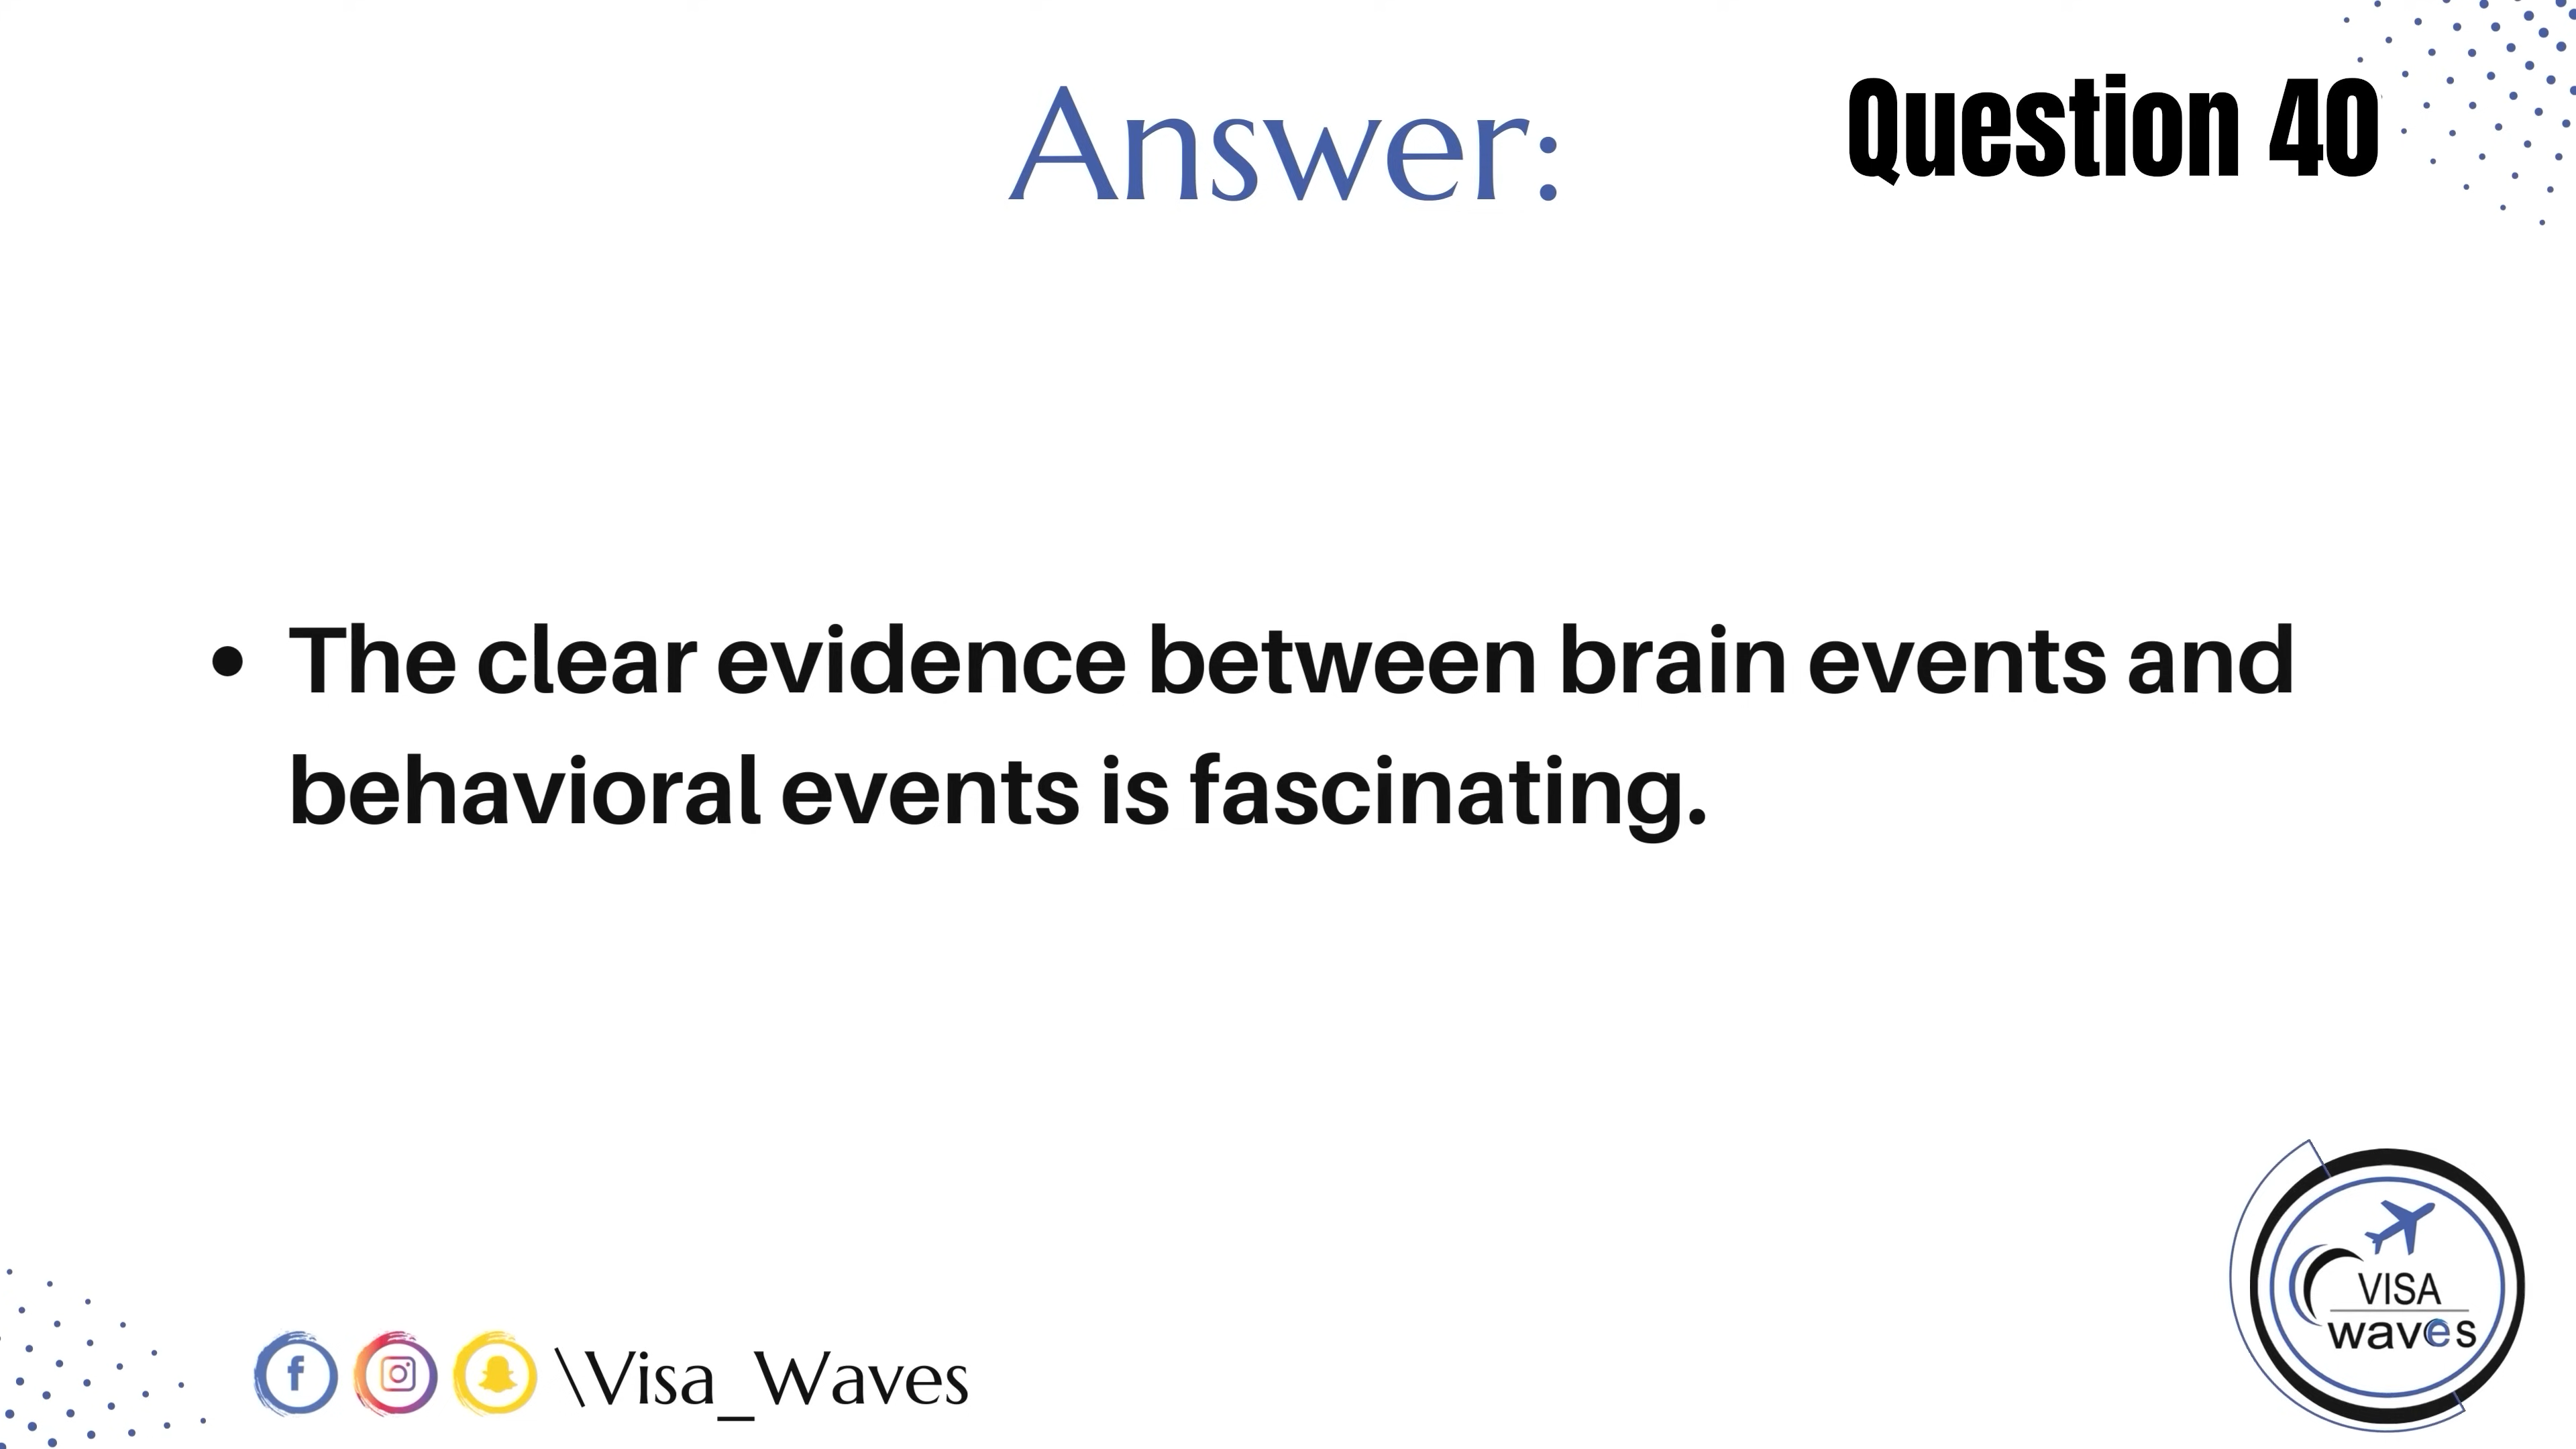 Answer:
Question 40
• The clear evidence between brain events and
behavioral events is fascinating.
\Visa_Waves
VISA
waves